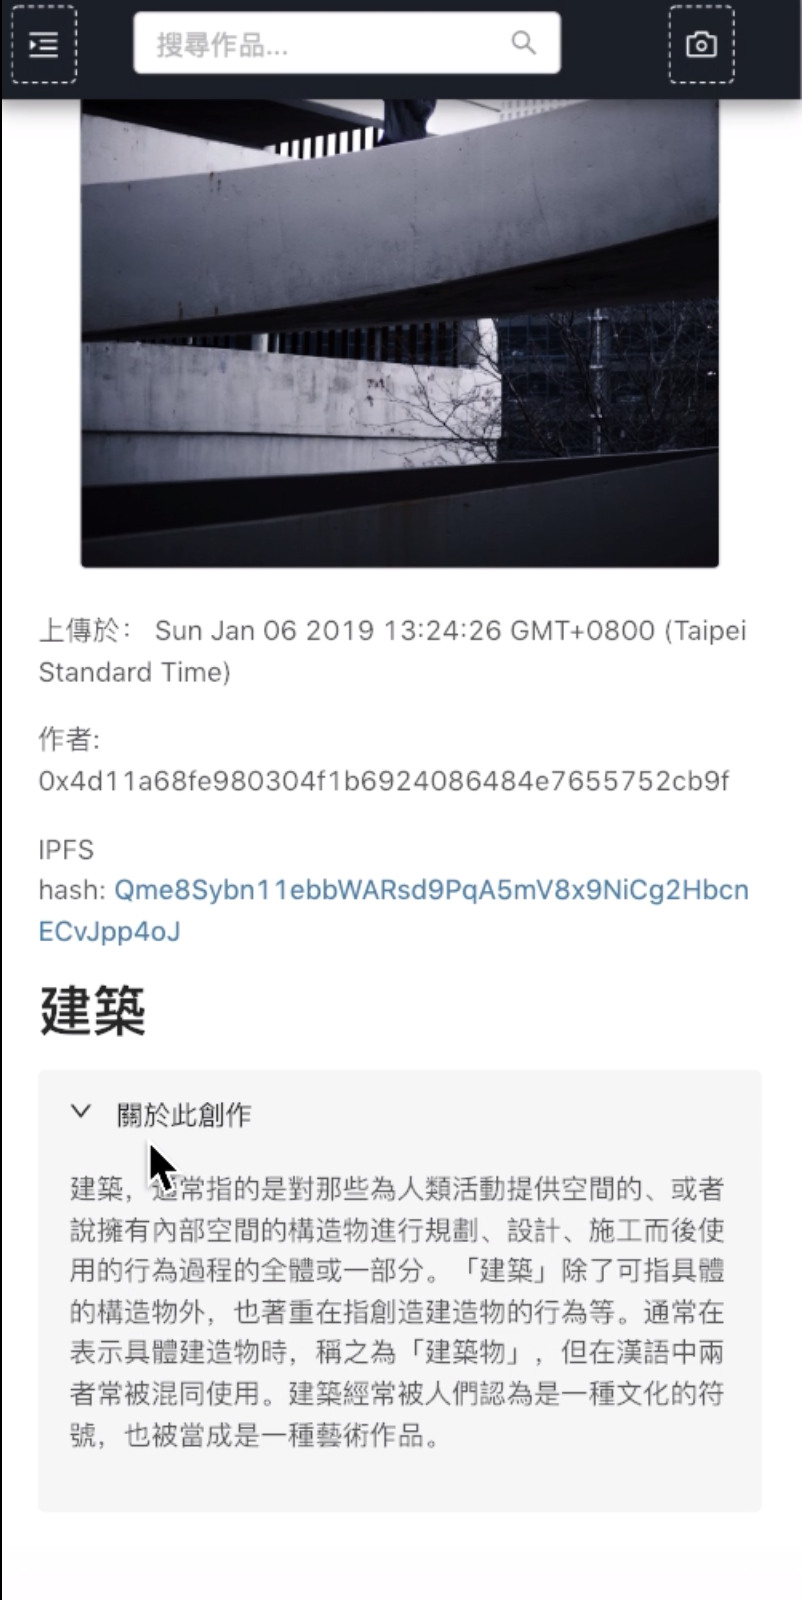 搜尋作品...
上傳於： Sun Jan 06 2019 13:24:26 GMT+0800 (Taipei
Standard Time)
作者:
0x4d11a68fe980304f1b6924086484e7655752cb9f
IPFS
hash: Qme8Sybn11ebbWARsd9PqA5mV8x9NiCg2Hbcn
ECvJpp4oJ
建築
關於此創作
建築，通常指的是對那些為人類活動提供空間的、或者
說擁有內部空間的構造物進行規劃、設計、施工而後使
用的行為過程的全體或一部分。「建築」除了可指具體
的構造物外，也著重在指創造建造物的行為等。通常在
表示具體建造物時，稱之為「建築物」，但在漢語中兩
者常被混同使用。建築經常被人們認為是一種文化的符
號，也被當成是一種藝術作品。